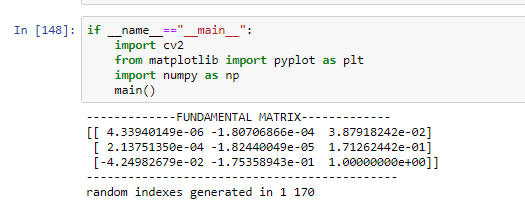 In [148]: if __name__=="__main__":
    import cv2
    from matplotlib import pyplot as plt
    import numpy as np
    main()
-------------FUNDAMENTAL MATRIX-------------
[[ 4.33940149e-06 -1.80706866e-04  3.87918242e-02]
 [ 2.13751350e-04 -1.82440049e-05  1.71262442e-01]
 [-4.24982679e-02 -1.75358943e-01  1.00000000e+00]]
---------------------------------------------
random indexes generated in 1 170